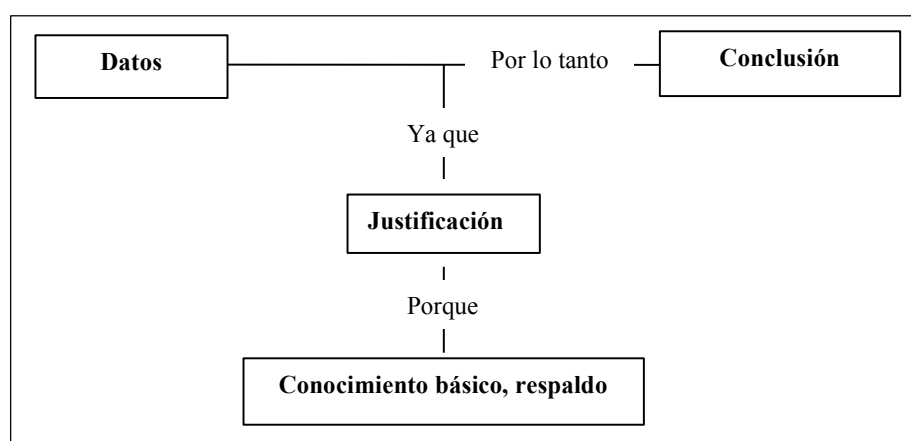 Datos
Por lo tanto
Conclusión
Ya que
Justificación
Porque
Conocimiento básico, respaldo